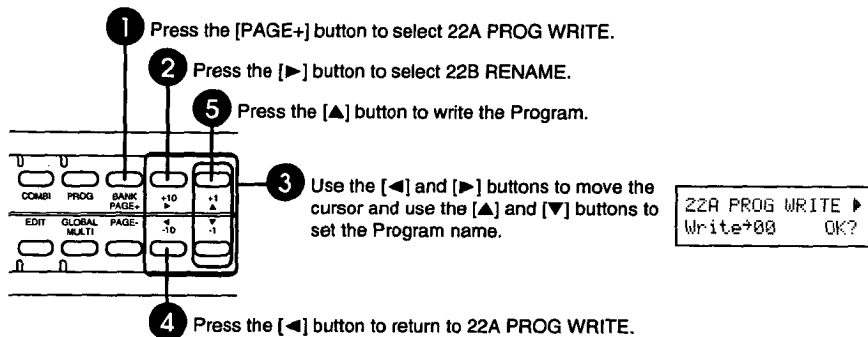 1 Press the [PAGE+] button to select 22A PROG WRITE.
2 Press the [►] button to select 22B RENAME.
5 Press the [▲] button to write the Program.
COMBI PROG BANK PAGE+ +10 ► +1 ▲
3 Use the [◄] and [►] buttons to move the
cursor and use the [▲] and [▼] buttons to
set the Program name.
22A PROG WRITE ►
Write→00 OK?
EDIT GLOBAL MULTI PAGE- ◄ -10 ▼ -1
4 Press the [◄] button to return to 22A PROG WRITE.